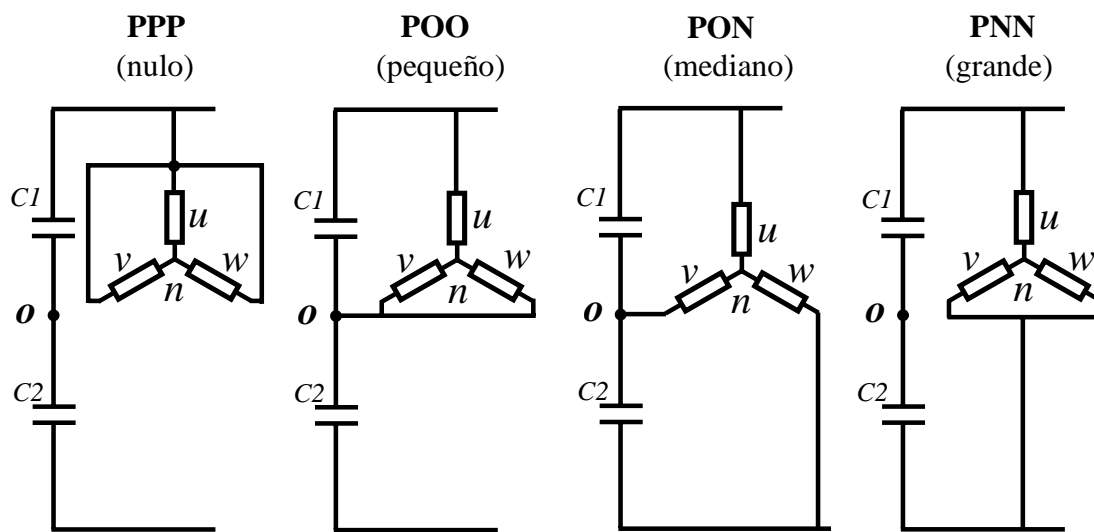 PPP
(nulo)
C1
u
v
w
n
o
C2
POO
(pequeño)
C1
u
v
w
n
o
C2
PON
(mediano)
C1
u
v
w
n
o
C2
PNN
(grande)
C1
u
v
w
n
o
C2